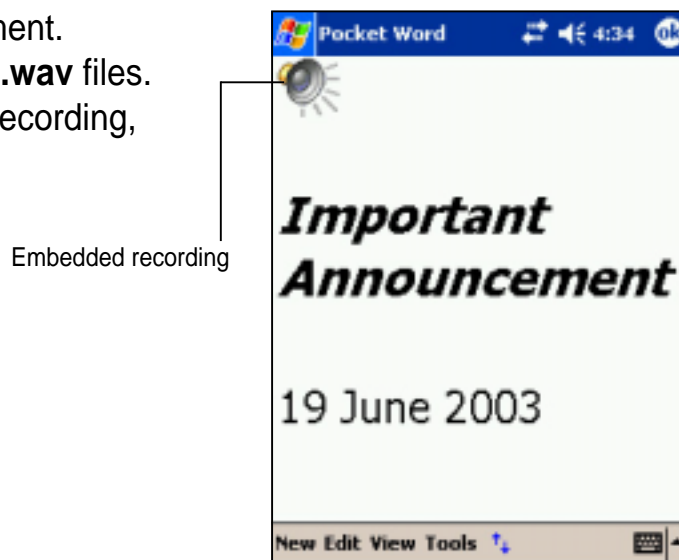 nent.
.wav files.
ecording,
Embedded recording
Pocket Word 4:34 ok
Important
Announcement
19 June 2003
New Edit View Tools